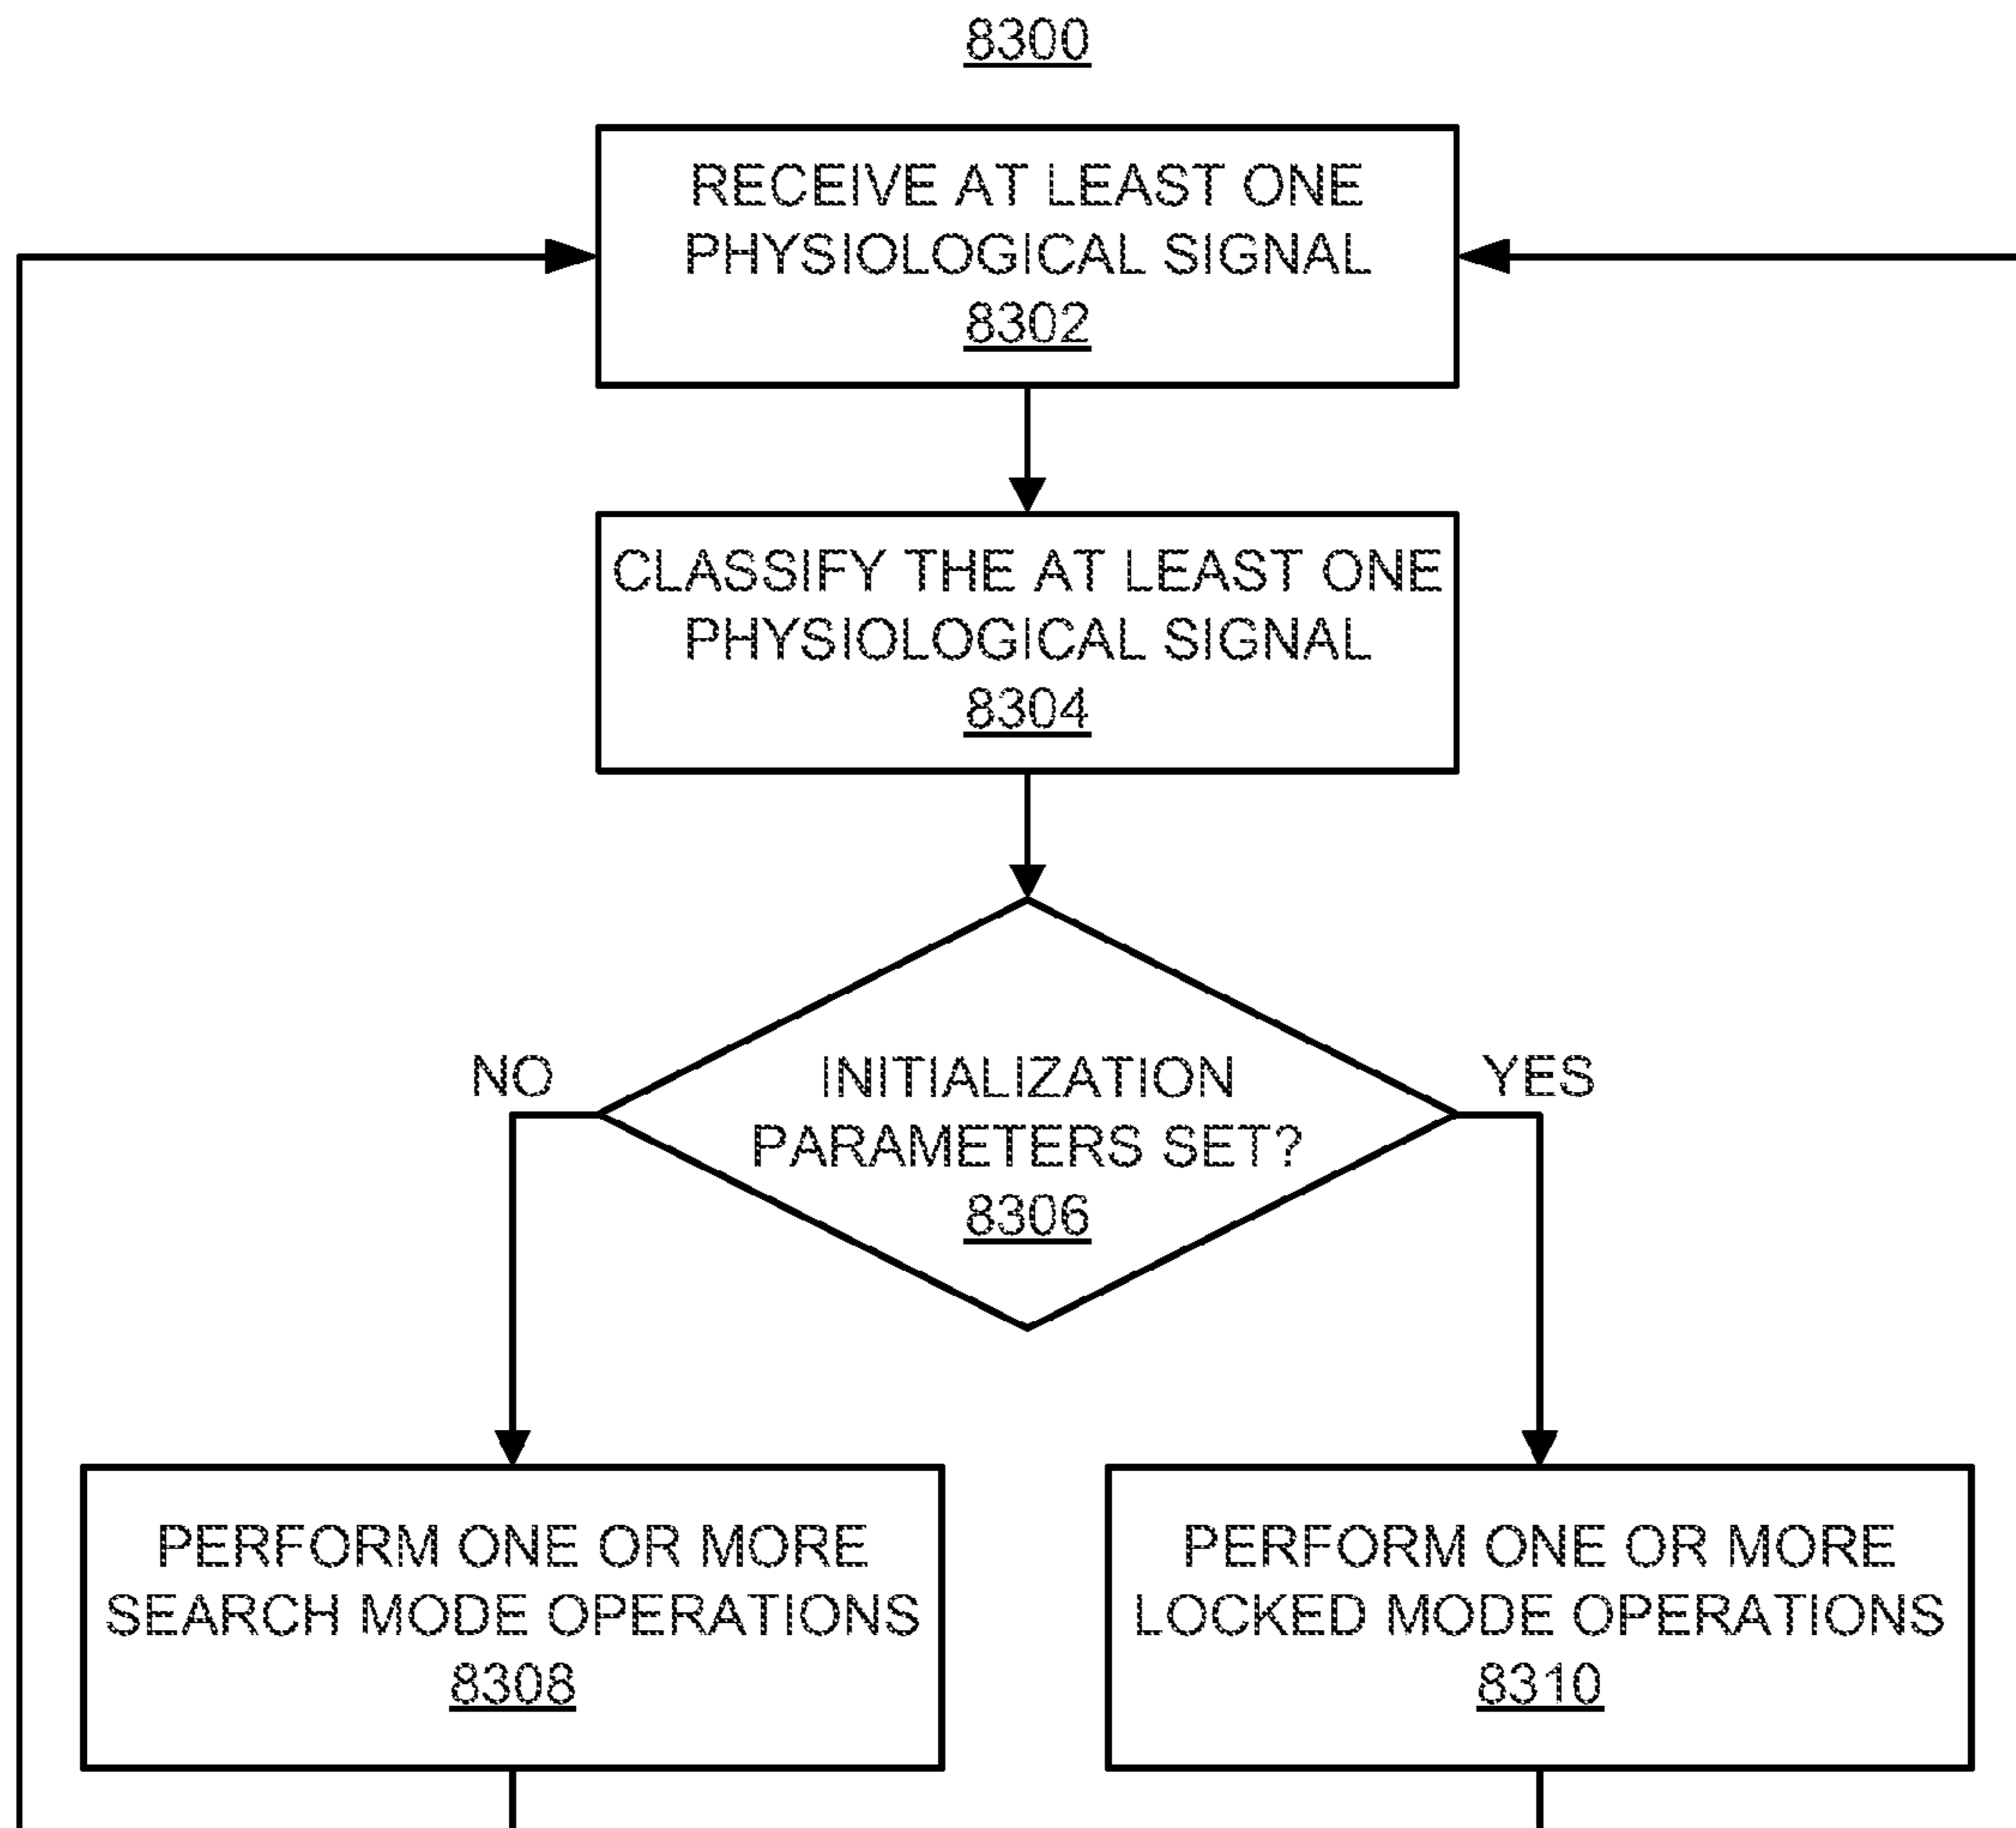 8300
RECEIVE AT LEAST ONE
PHYSIOLOGICAL SIGNAL
8302
CLASSIFY THE AT LEAST ONE
PHYSIOLOGICAL SIGNAL
8304
NO
INITIALIZATION
YES
PARAMETERS SET?
8306
PERFORM ONE OR MORE
SEARCH MODE OPERATIONS
8308
PERFORM ONE OR MORE
LOCKED MODE OPERATIONS
8310